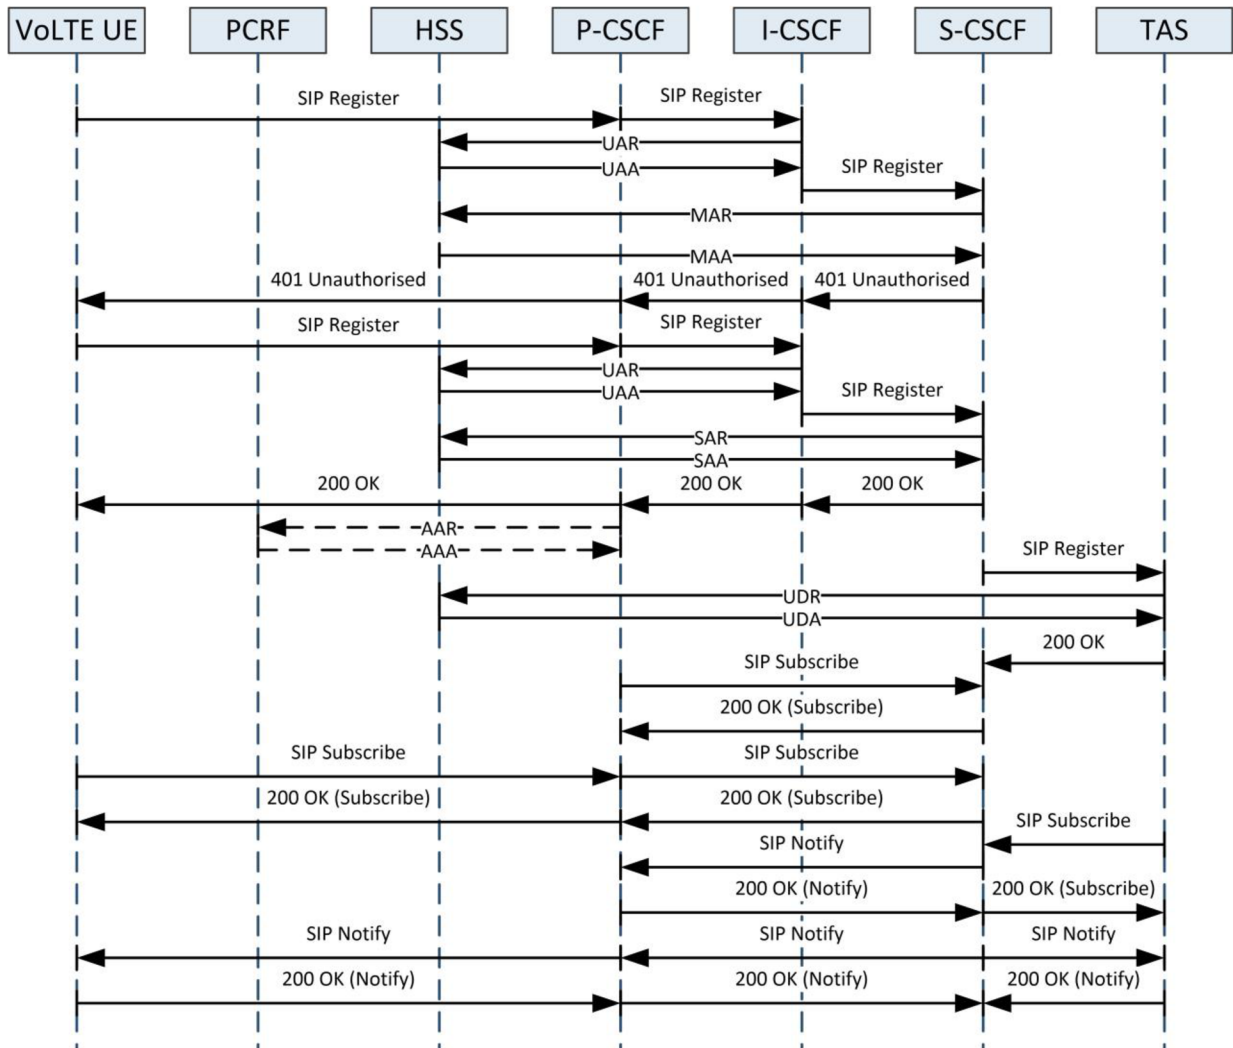 VoLTE UE PCRF HSS P-CSCF I-CSCF S-CSCF TAS
SIP Register SIP Register
UAR
UAA SIP Register
MAR
MAA
401 Unauthorised 401 Unauthorised 401 Unauthorised
SIP Register SIP Register
UAR
UAA SIP Register
SAR
SAA
200 OK 200 OK 200 OK
AAR
AAA SIP Register
UDR
UDA
200 OK
SIP Subscribe
200 OK (Subscribe)
SIP Subscribe SIP Subscribe
200 OK (Subscribe) 200 OK (Subscribe)
SIP Subscribe
SIP Notify
200 OK (Notify) 200 OK (Subscribe)
SIP Notify SIP Notify SIP Notify
200 OK (Notify) 200 OK (Notify) 200 OK (Notify)